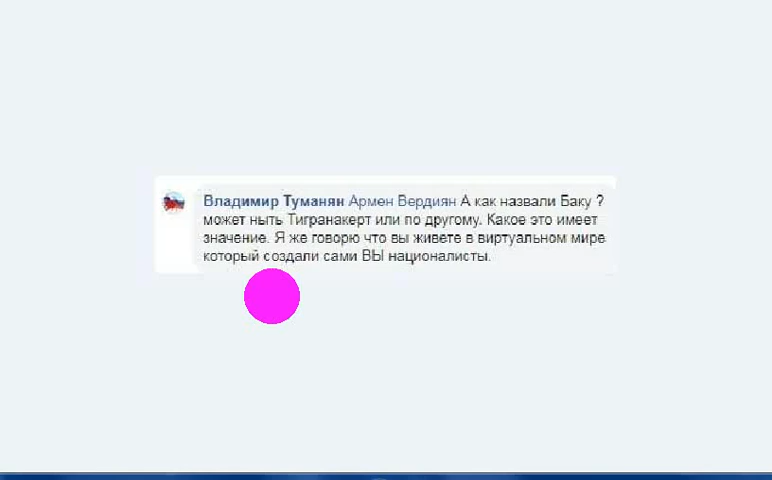 Владимир Туманян Армен Вердиян А как назвали Баку ?
может ныть Тигранакерт или по другому. Какое это имеет
значение. Я же говорю что вы живете в виртуальном мире
который создали сами ВЫ националисты.